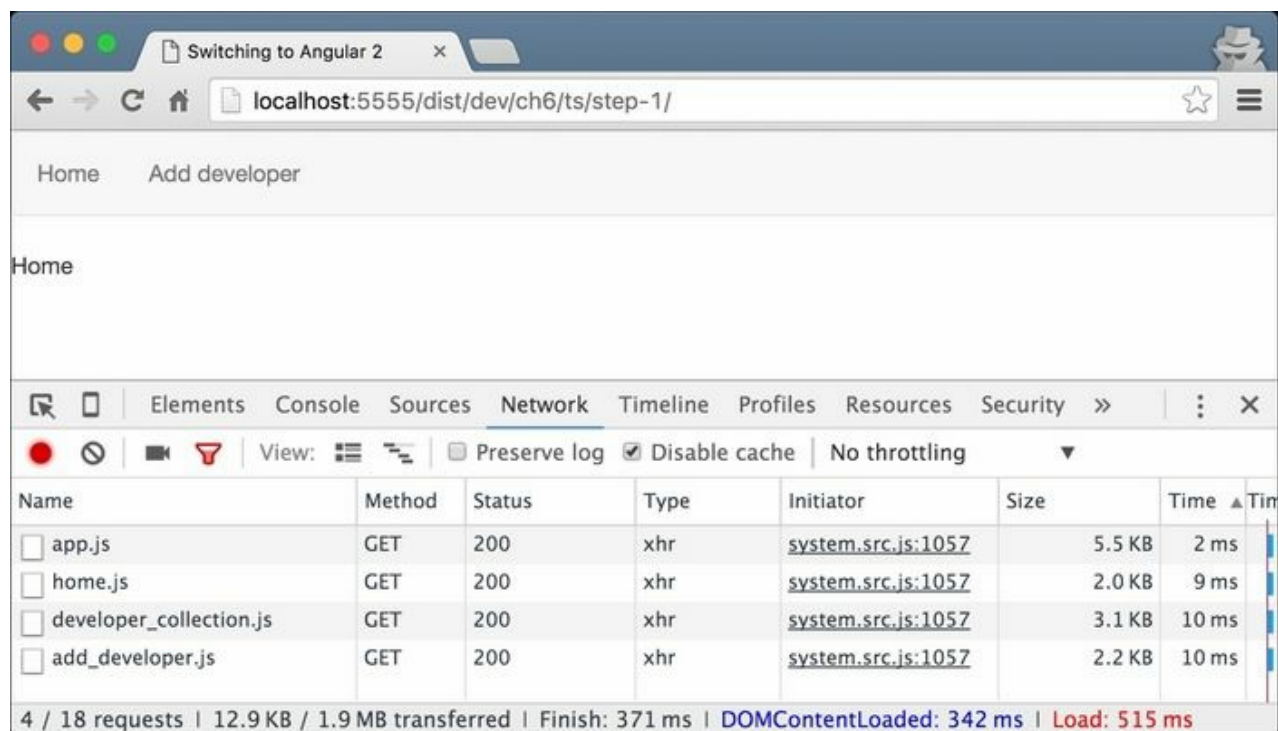 Switching to Angular 2
localhost:5555/dist/dev/ch6/ts/step-1/
Home Add developer
Home
Elements Console Sources Network Timeline Profiles Resources Security »
View: Preserve log Disable cache No throttling
Name Method Status Type Initiator Size Time Tim
app.js GET 200 xhr system.src.js:1057 5.5 KB 2 ms
home.js GET 200 xhr system.src.js:1057 2.0 KB 9 ms
developer_collection.js GET 200 xhr system.src.js:1057 3.1 KB 10 ms
add_developer.js GET 200 xhr system.src.js:1057 2.2 KB 10 ms
4 / 18 requests | 12.9 KB / 1.9 MB transferred | Finish: 371 ms | DOMContentLoaded: 342 ms | Load: 515 ms